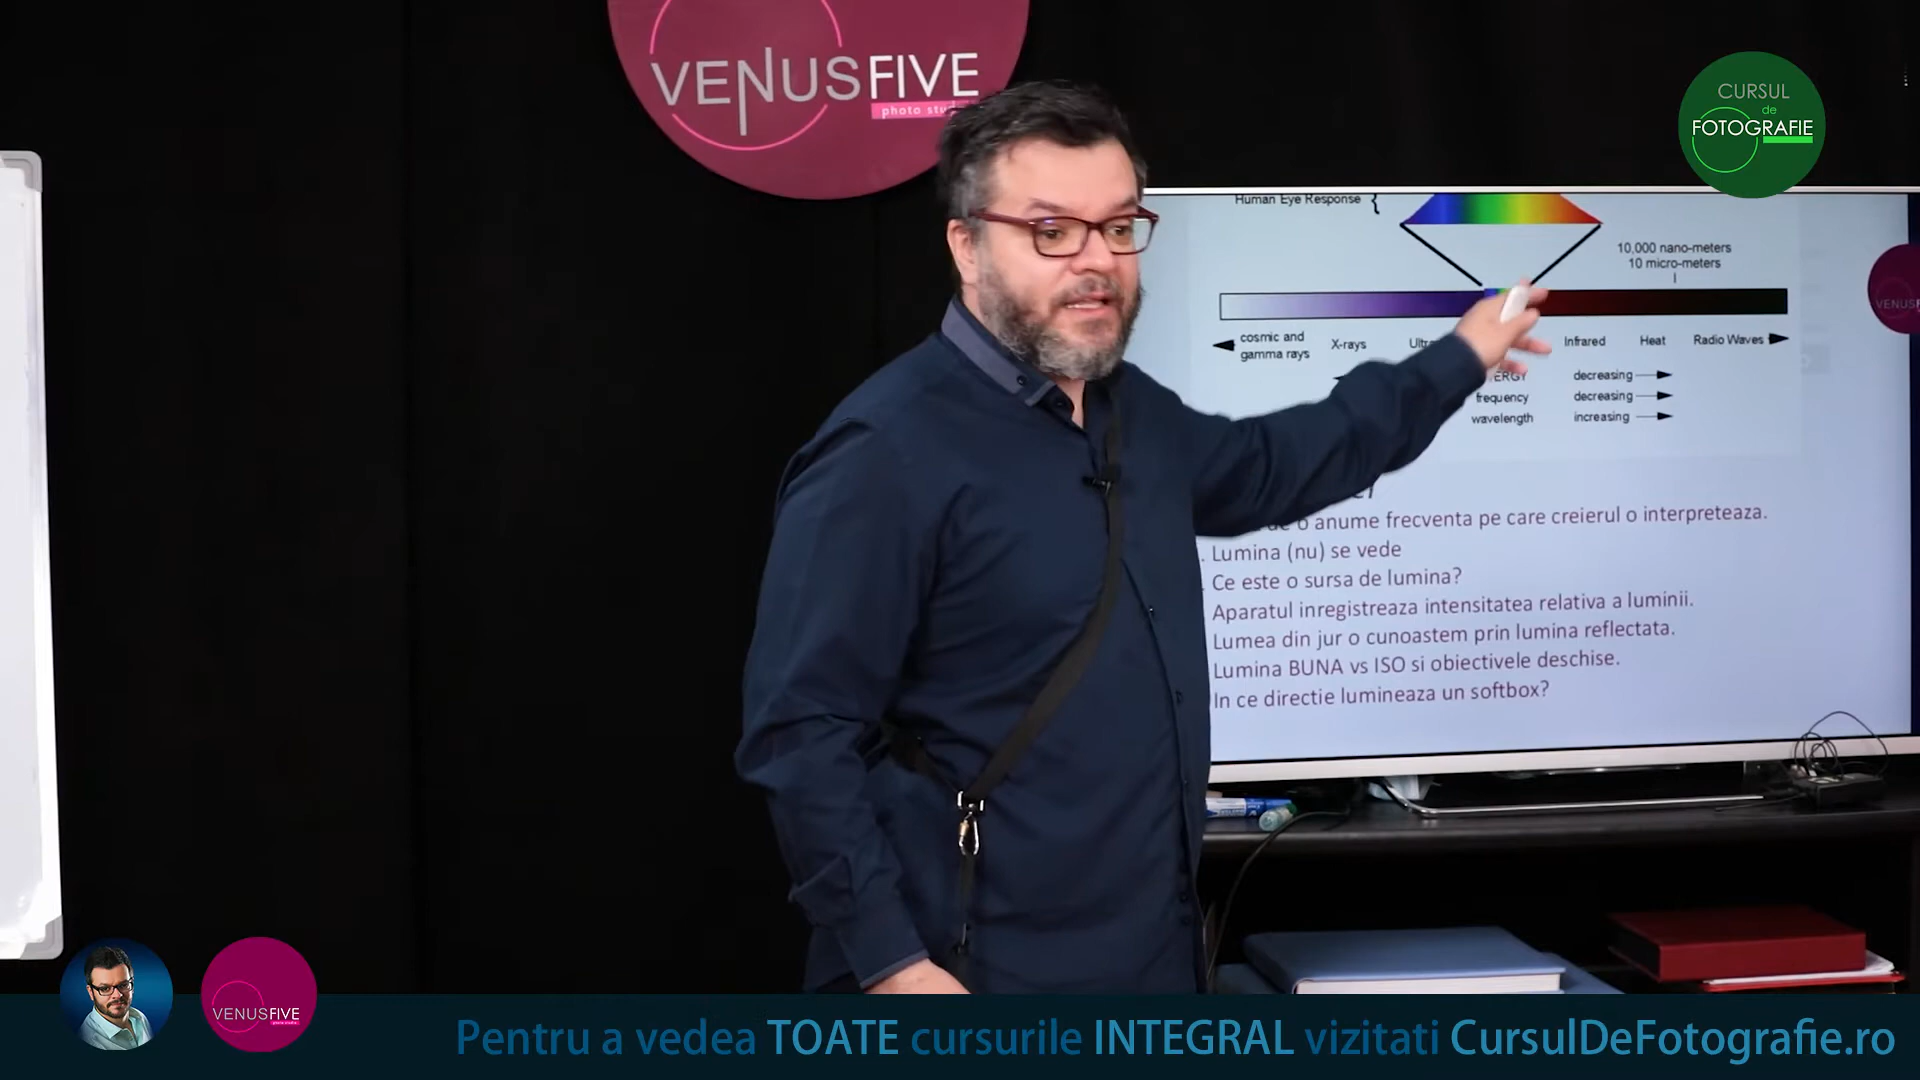 VENUSFIVE
photo
CURSUL
de
FOTOGRAFIE
Human Eye Response {
10,000 nano-meters
10 micro-meters
cosmic and
gamma rays
X-rays
Infrared
Heat
Radio Waves
decreasing
frequency
decreasing
wavelength
increasing
de o anume frecventa pe care creierul o interpreteaza.
Lumina (nu) se vede
Ce este o sursa de lumina?
Aparatul inregistreaza intensitatea relativa a luminii.
Lumea din jur o cunoastem prin lumina reflectata.
Lumina BUNA vs ISO si obiectivele deschise.
In ce directie lumineaza un softbox?
VENUSFIVE
Pentru a vedea TOATE cursurile INTEGRAL vizitati CursulDeFotografie.ro